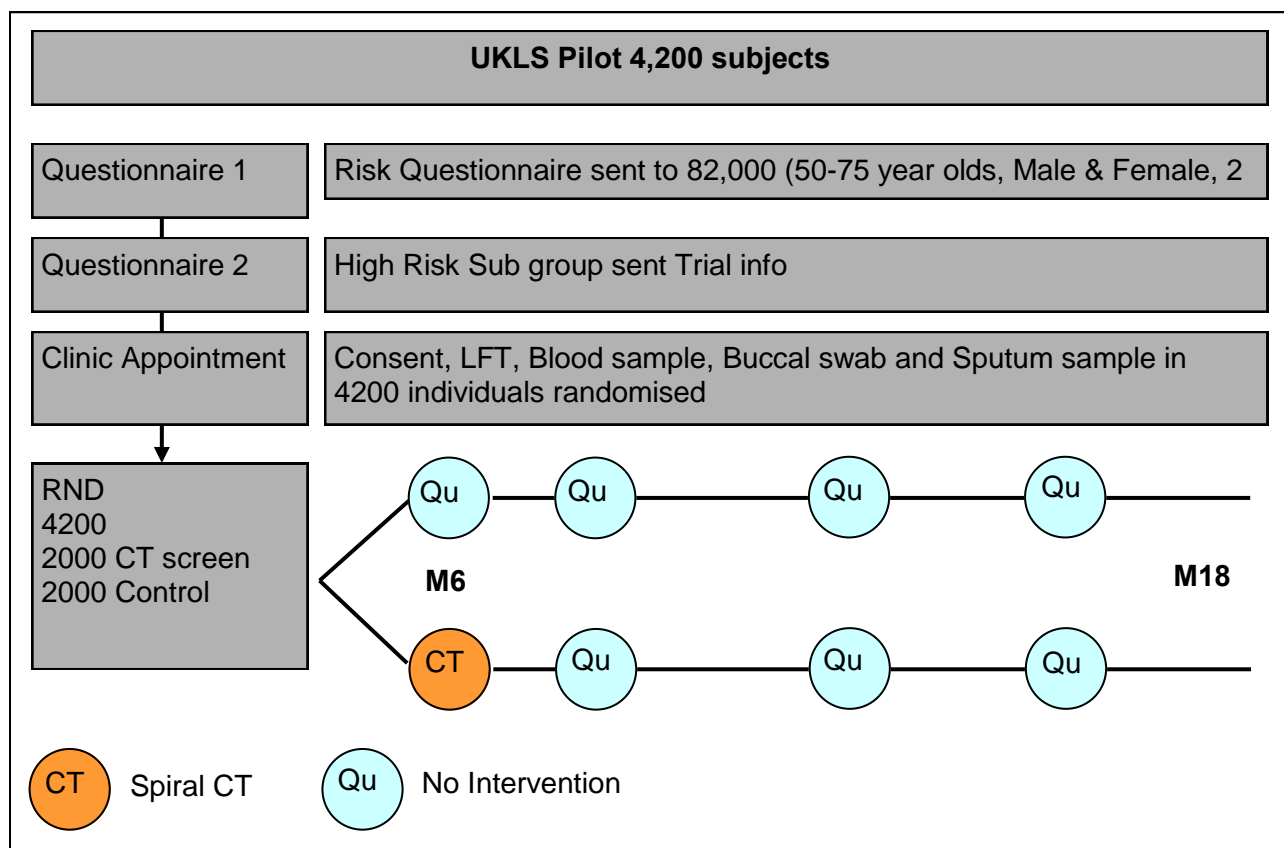 UKLS Pilot 4,200 subjects
Questionnaire 1
Risk Questionnaire sent to 82,000 (50-75 year olds, Male & Female, 2
Questionnaire 2
High Risk Sub group sent Trial info
Clinic Appointment
Consent, LFT, Blood sample, Buccal swab and Sputum sample in
4200 individuals randomised
RND
4200
2000 CT screen
2000 Control
Qu
Qu
Qu
Qu
M6
M18
CT
Qu
Qu
Qu
CT
Spiral CT
Qu
No Intervention